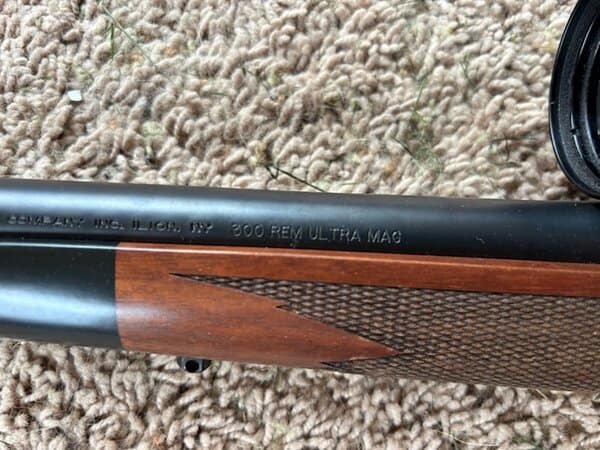 COMPANY INC. ILION, NY 300 REM ULTRA MAG